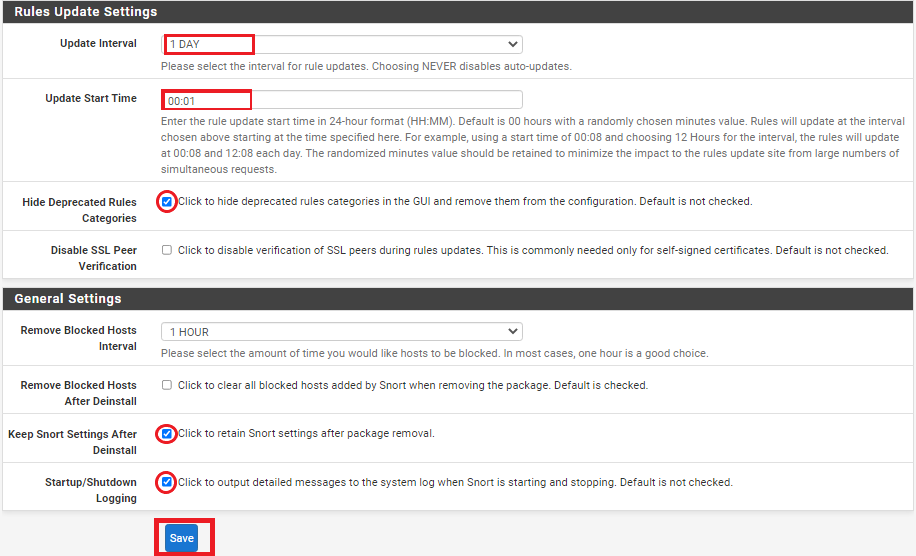 Rules Update Settings
Update Interval
1 DAY
Please select the interval for rule updates. Choosing NEVER disables auto-updates.
Update Start Time
00:01
Enter the rule update start time in 24-hour format (HH:MM). Default is 00 hours with a randomly chosen minutes value. Rules will update at the interval
chosen above starting at the time specified here. For example, using a start time of 00:08 and choosing 12 Hours for the interval, the rules will update
at 00:08 and 12:08 each day. The randomized minutes value should be retained to minimize the impact to the rules update site from large numbers of
simultaneous requests.
Hide Deprecated Rules
Categories
Click to hide deprecated rules categories in the GUI and remove them from the configuration. Default is not checked.
Disable SSL Peer
Verification
Click to disable verification of SSL peers during rules updates. This is commonly needed only for self-signed certificates. Default is not checked.
General Settings
Remove Blocked Hosts
Interval
1 HOUR
Please select the amount of time you would like hosts to be blocked. In most cases, one hour is a good choice.
Remove Blocked Hosts
After Deinstall
Click to clear all blocked hosts added by Snort when removing the package. Default is checked.
Keep Snort Settings After
Deinstall
Click to retain Snort settings after package removal.
Startup/Shutdown
Logging
Click to output detailed messages to the system log when Snort is starting and stopping. Default is not checked.
Save